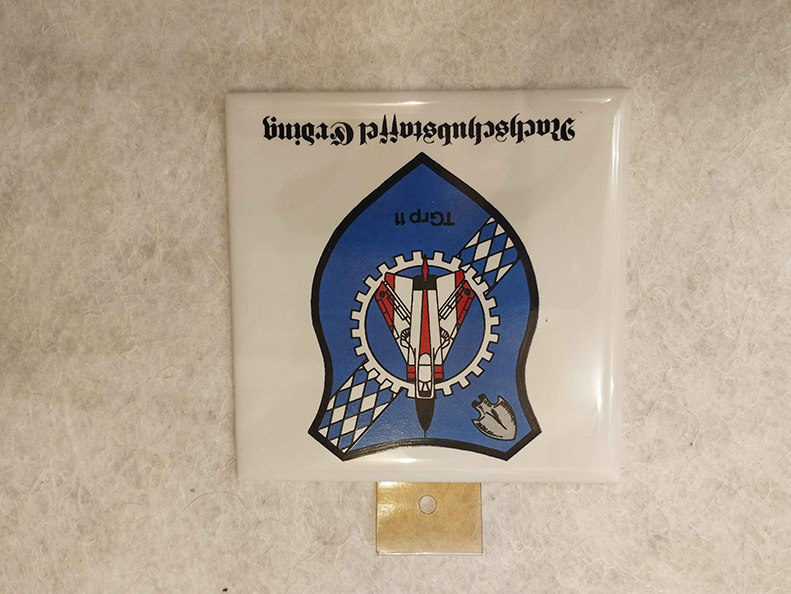 TGrp 11
Nachschubstaffel Erding